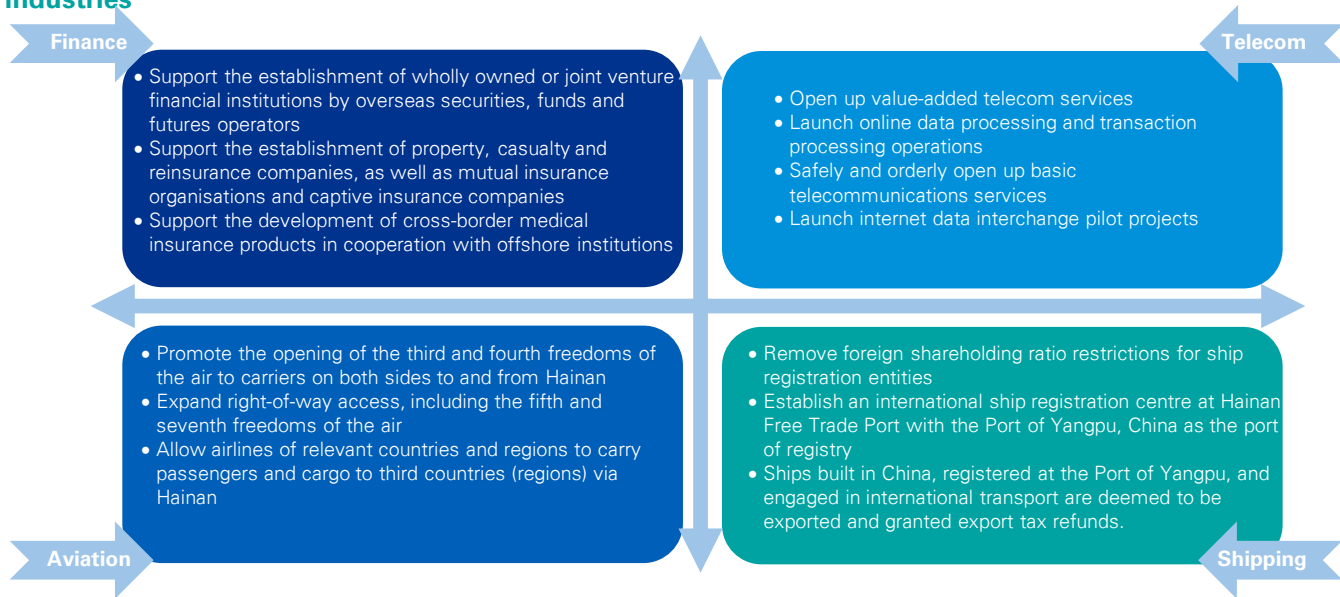 industries
Finance
• Support the establishment of wholly owned or joint venture
financial institutions by overseas securities, funds and
futures operators
• Support the establishment of property, casualty and
reinsurance companies, as well as mutual insurance
organisations and captive insurance companies
• Support the development of cross-border medical
insurance products in cooperation with offshore institutions
Telecom
• Open up value-added telecom services
• Launch online data processing and transaction
processing operations
• Safely and orderly open up basic
telecommunications services
• Launch internet data interchange pilot projects
• Promote the opening of the third and fourth freedoms of
the air to carriers on both sides to and from Hainan
• Expand right-of-way access, including the fifth and
seventh freedoms of the air
• Allow airlines of relevant countries and regions to carry
passengers and cargo to third countries (regions) via
Hainan
Aviation
• Remove foreign shareholding ratio restrictions for ship
registration entities
• Establish an international ship registration centre at Hainan
Free Trade Port with the Port of Yangpu, China as the port
of registry
• Ships built in China, registered at the Port of Yangpu, and
engaged in international transport are deemed to be
exported and granted export tax refunds.
Shipping